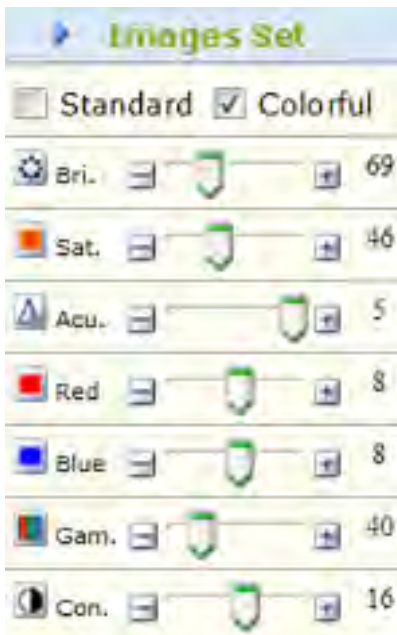 Images Set
Standard Colorful
Bri. 69
Sat. 46
Acu. 5
Red 8
Blue 8
Gam. 40
Con. 16